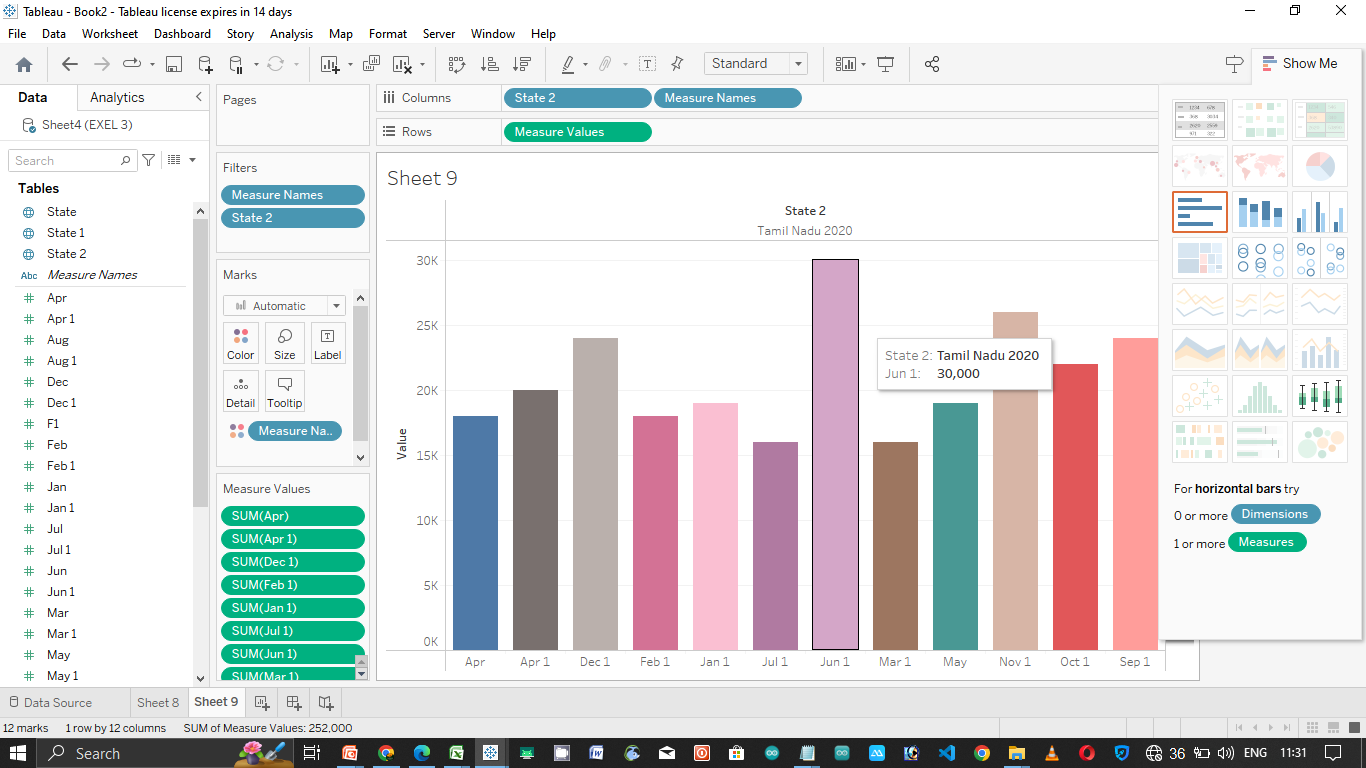 Tableau - Book2 - Tableau license expires in 14 days
File Data Worksheet Dashboard Story Analysis Map Format Server Window Help
Standard
Show Me
Data Analytics
Sheet4 (EXEL 3)
Search
Tables
State
State 1
State 2
Abc Measure Names
Apr
Apr 1
Aug
Aug 1
Dec
Dec 1
F1
Feb
Feb 1
Jan
Jan 1
Jul
Jul 1
Jun
Jun 1
Mar
Mar 1
May
May 1
Pages
Filters
Measure Names
State 2
Marks
Automatic
Color Size Label
Detail Tooltip
Measure Na..
Measure Values
SUM(Apr)
SUM(Apr 1)
SUM(Dec 1)
SUM(Feb 1)
SUM(Jan 1)
SUM(Jul 1)
SUM(Jun 1)
SUM(Mar 1)
Columns State 2 Measure Names
Rows Measure Values
Sheet 9
State 2
Tamil Nadu 2020
30K
25K
20K
15K
10K
5K
0K
Value
State 2: Tamil Nadu 2020
Jun 1: 30,000
Apr Apr 1 Dec 1 Feb 1 Jan 1 Jul 1 Jun 1 Mar 1 May Nov 1 Oct 1 Sep 1
For horizontal bars try
0 or more Dimensions
1 or more Measures
Data Source Sheet 8 Sheet 9
12 marks 1 row by 12 columns SUM of Measure Values: 252,000
Search
36 ENG 11:31